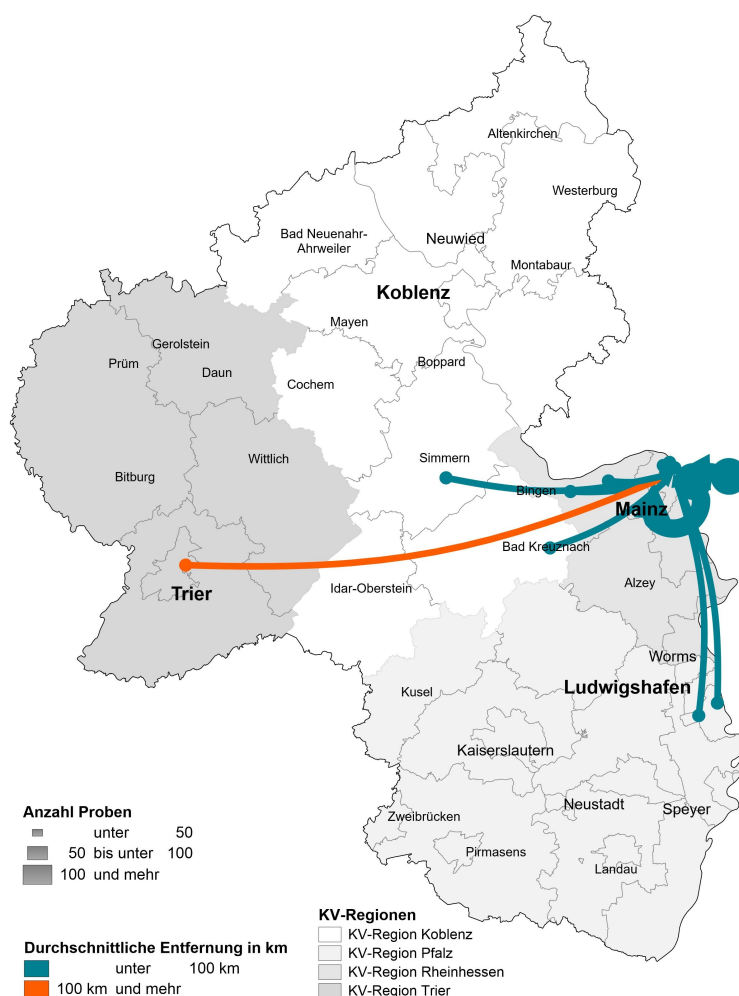 Altenkirchen
Westerburg
Bad Neuenahr-
Ahrweiler
Neuwied
Montabaur
Koblenz
Mayen
Gerolstein
Prüm
Daun
Boppard
Cochem
Simmern
Wittlich
Bitburg
Bingen
Mainz
Bad Kreuznach
Trier
Idar-Oberstein
Alzey
Worms
Ludwigshafen
Kusel
Kaiserslautern
Neustadt
Speyer
Zweibrücken
Pirmasens
Landau
Anzahl Proben
unter 50
50 bis unter 100
100 und mehr
Durchschnittliche Entfernung in km
unter 100 km
100 km und mehr
KV-Regionen
KV-Region Koblenz
KV-Region Pfalz
KV-Region Rheinhessen
KV-Region Trier